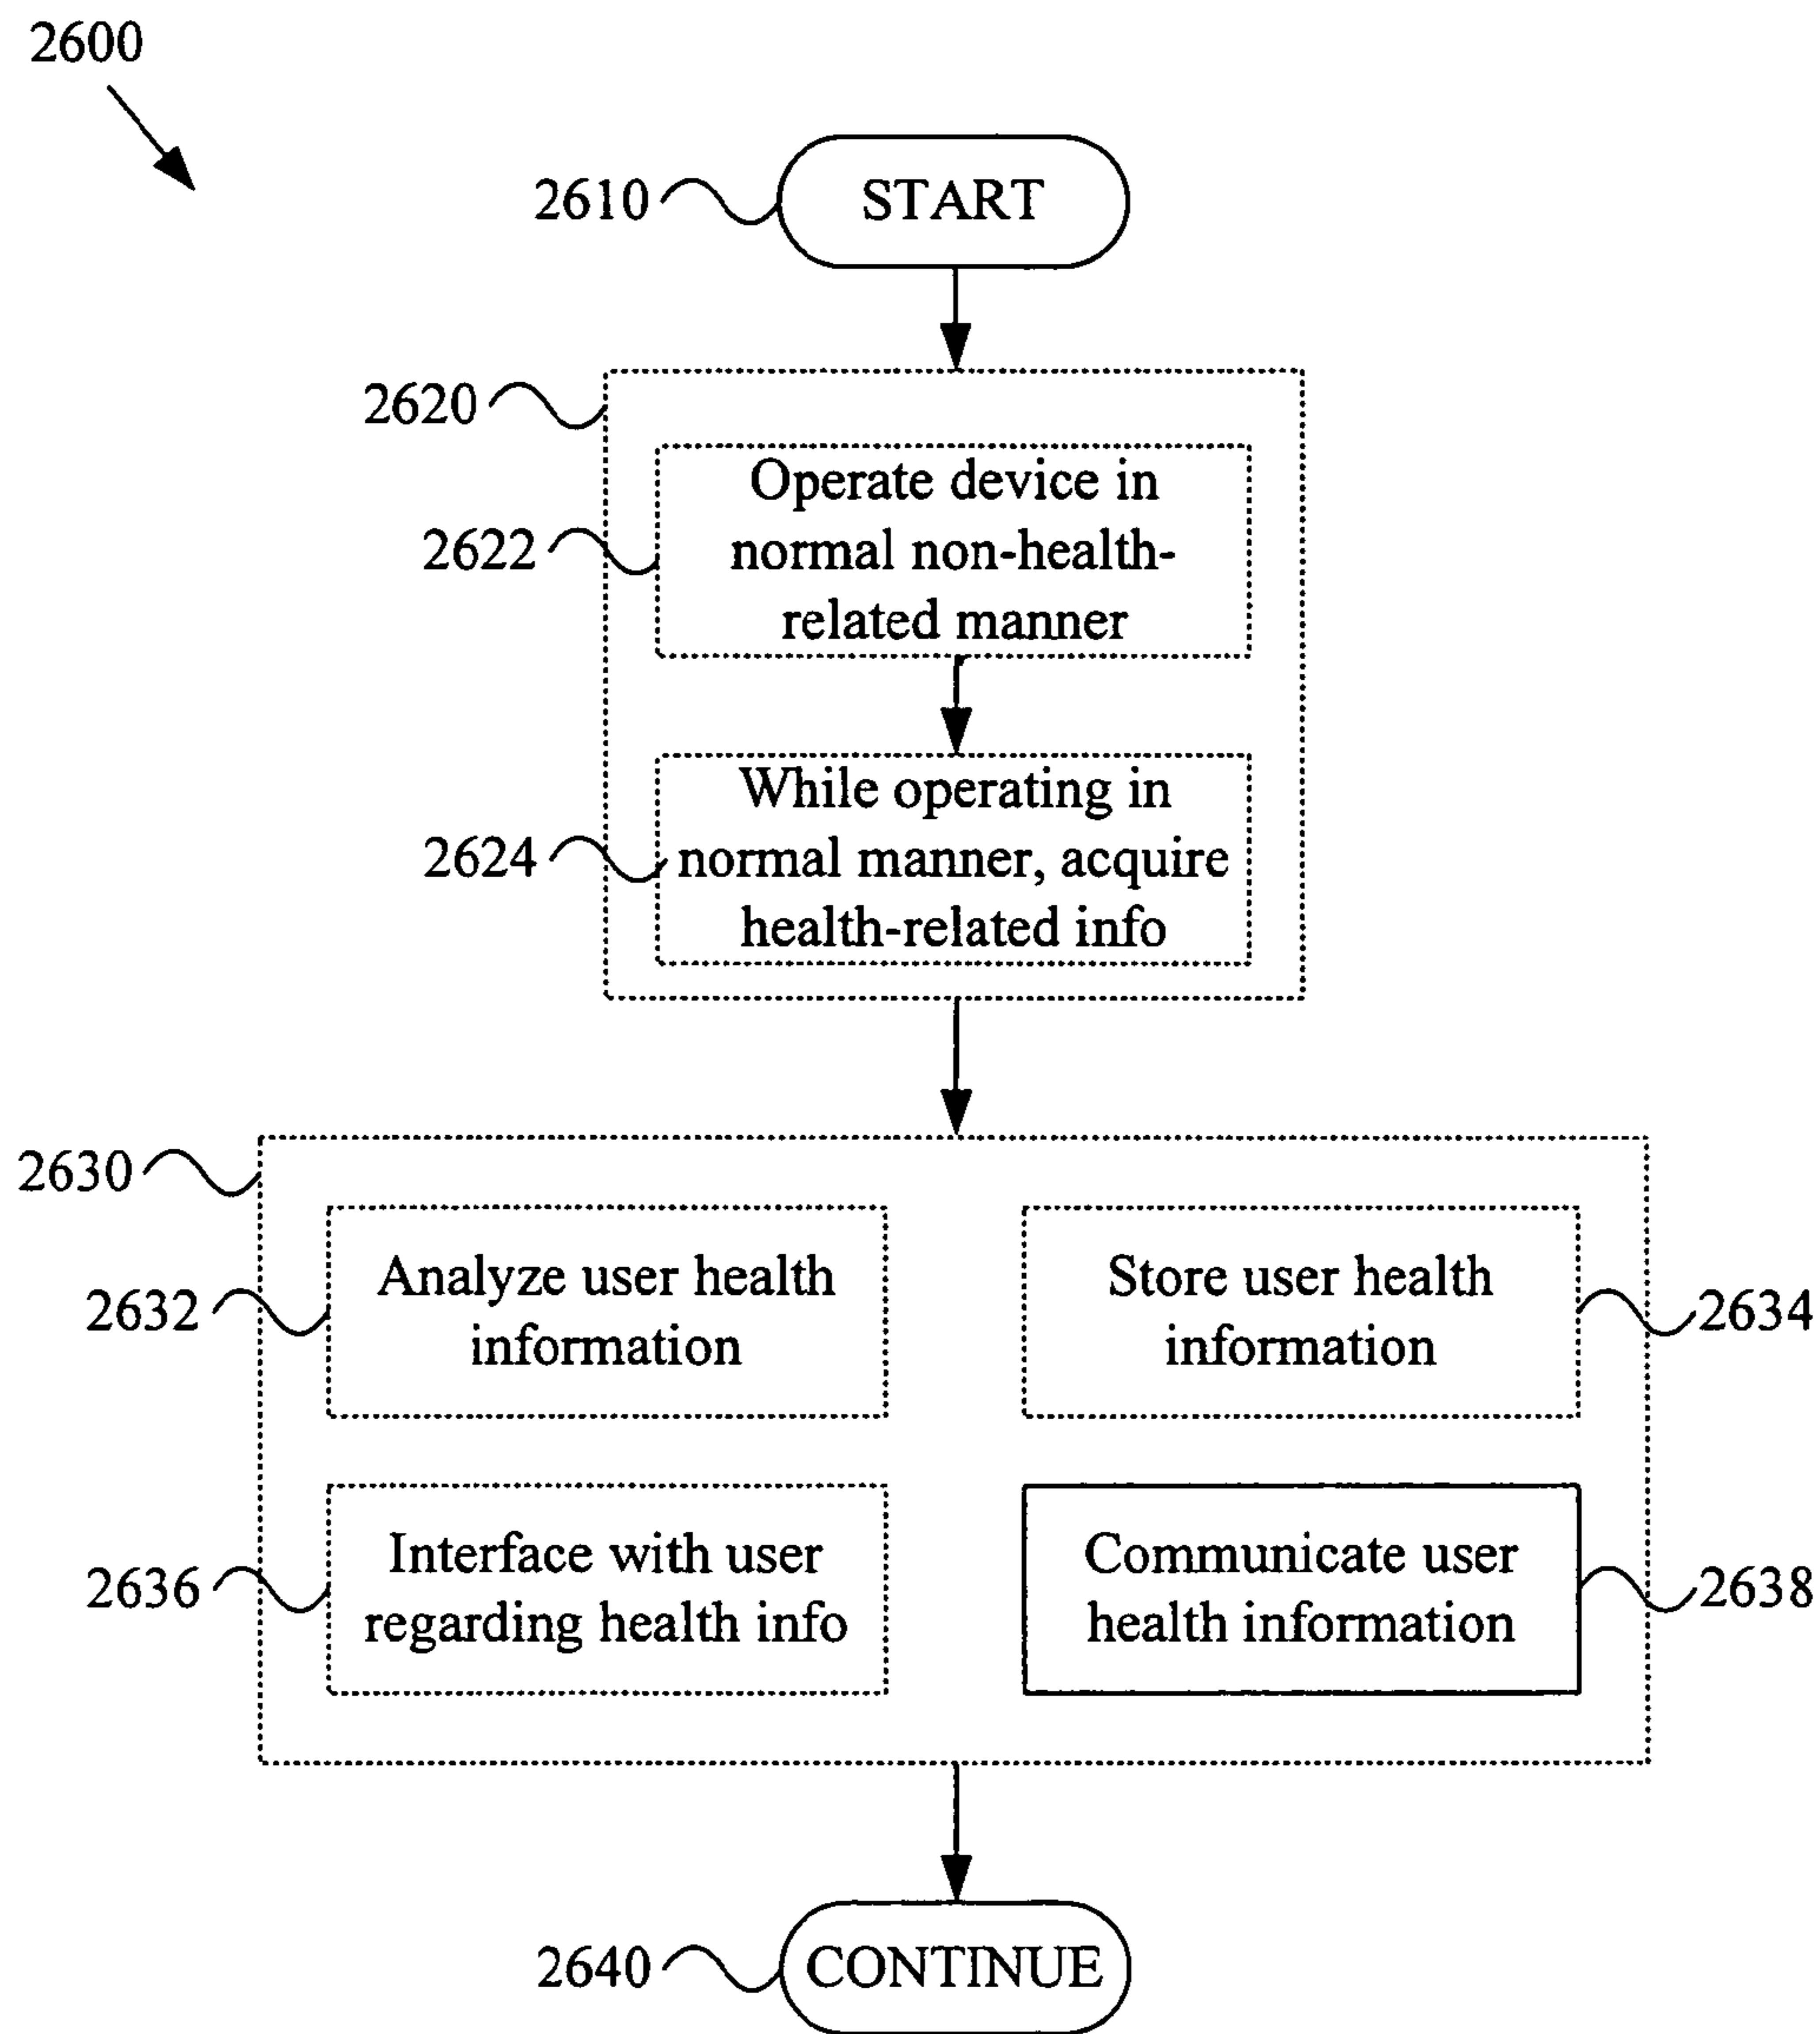 2600
2610
START
2620
2622
Operate device in
normal non-health-
related manner
2624
While operating in
normal manner, acquire
health-related info
2630
2632
Analyze user health
information
Store user health
information
2634
2636
Interface with user
regarding health info
Communicate user
health information
2638
2640
CONTINUE